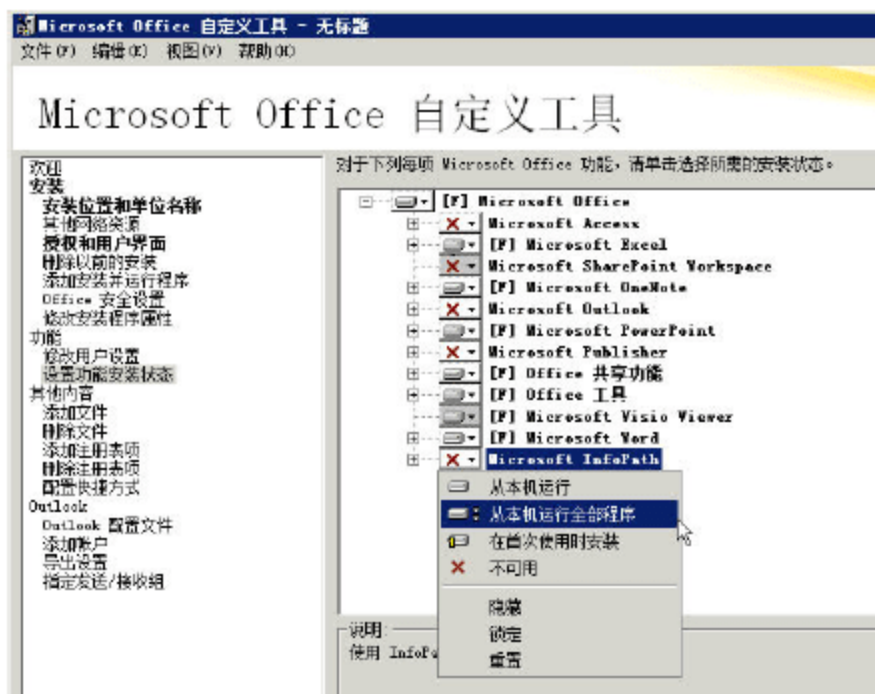 Microsoft Office 自定义工具 - 无标题
文件(F) 编辑(E) 视图(V) 帮助(H)
Microsoft Office 自定义工具
欢迎
安装
安装位置和单位名称
其他网络资源
授权和用户界面
删除以前的安装
添加安装并运行程序
Office 安全设置
修改安装程序属性
功能
修改用户设置
设置功能安装状态
其他内容
添加文件
删除文件
添加注册表项
删除注册表项
配置快捷方式
Outlook
Outlook 配置文件
添加帐户
导出设置
指定发送/接收组
对于下列每项 Microsoft Office 功能，请单击选择所需的安装状态。
[F] Microsoft Office
Microsoft Access
[F] Microsoft Excel
Microsoft SharePoint Workspace
[F] Microsoft OneNote
Microsoft Outlook
[F] Microsoft PowerPoint
Microsoft Publisher
[F] Office 共享功能
[F] Office 工具
[F] Microsoft Visio Viewer
[F] Microsoft Word
Microsoft InfoPath
从本机运行
从本机运行全部程序
在首次使用时安装
不可用
隐藏
锁定
重置
说明:
使用 InfoPa